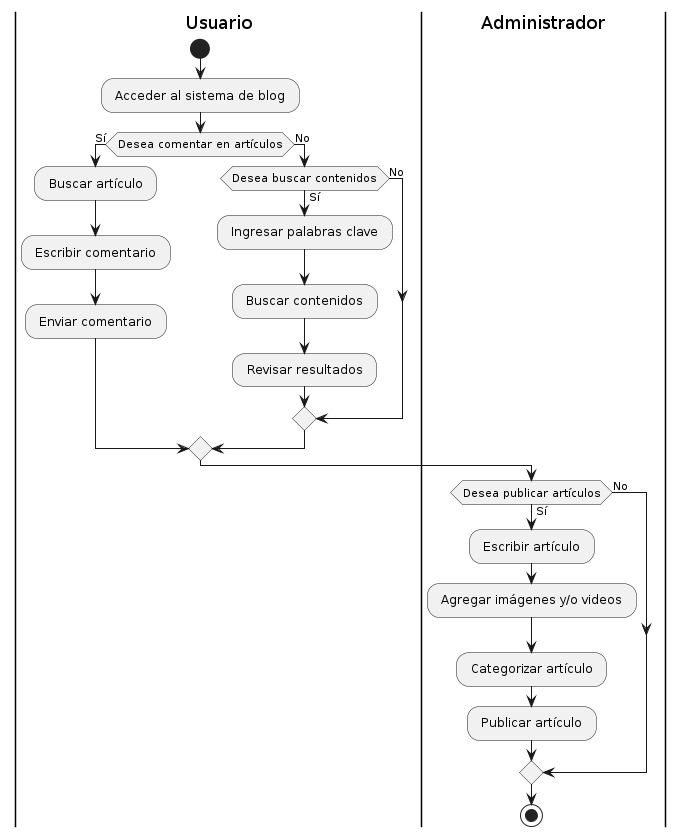 Usuario
Administrador
Acceder al sistema de blog
Desea comentar en artículos
Sí
No
Buscar artículo
Escribir comentario
Enviar comentario
Desea buscar contenidos
No
Sí
Ingresar palabras clave
Buscar contenidos
Revisar resultados
Desea publicar artículos
No
Sí
Escribir artículo
Agregar imágenes y/o videos
Categorizar artículo
Publicar artículo